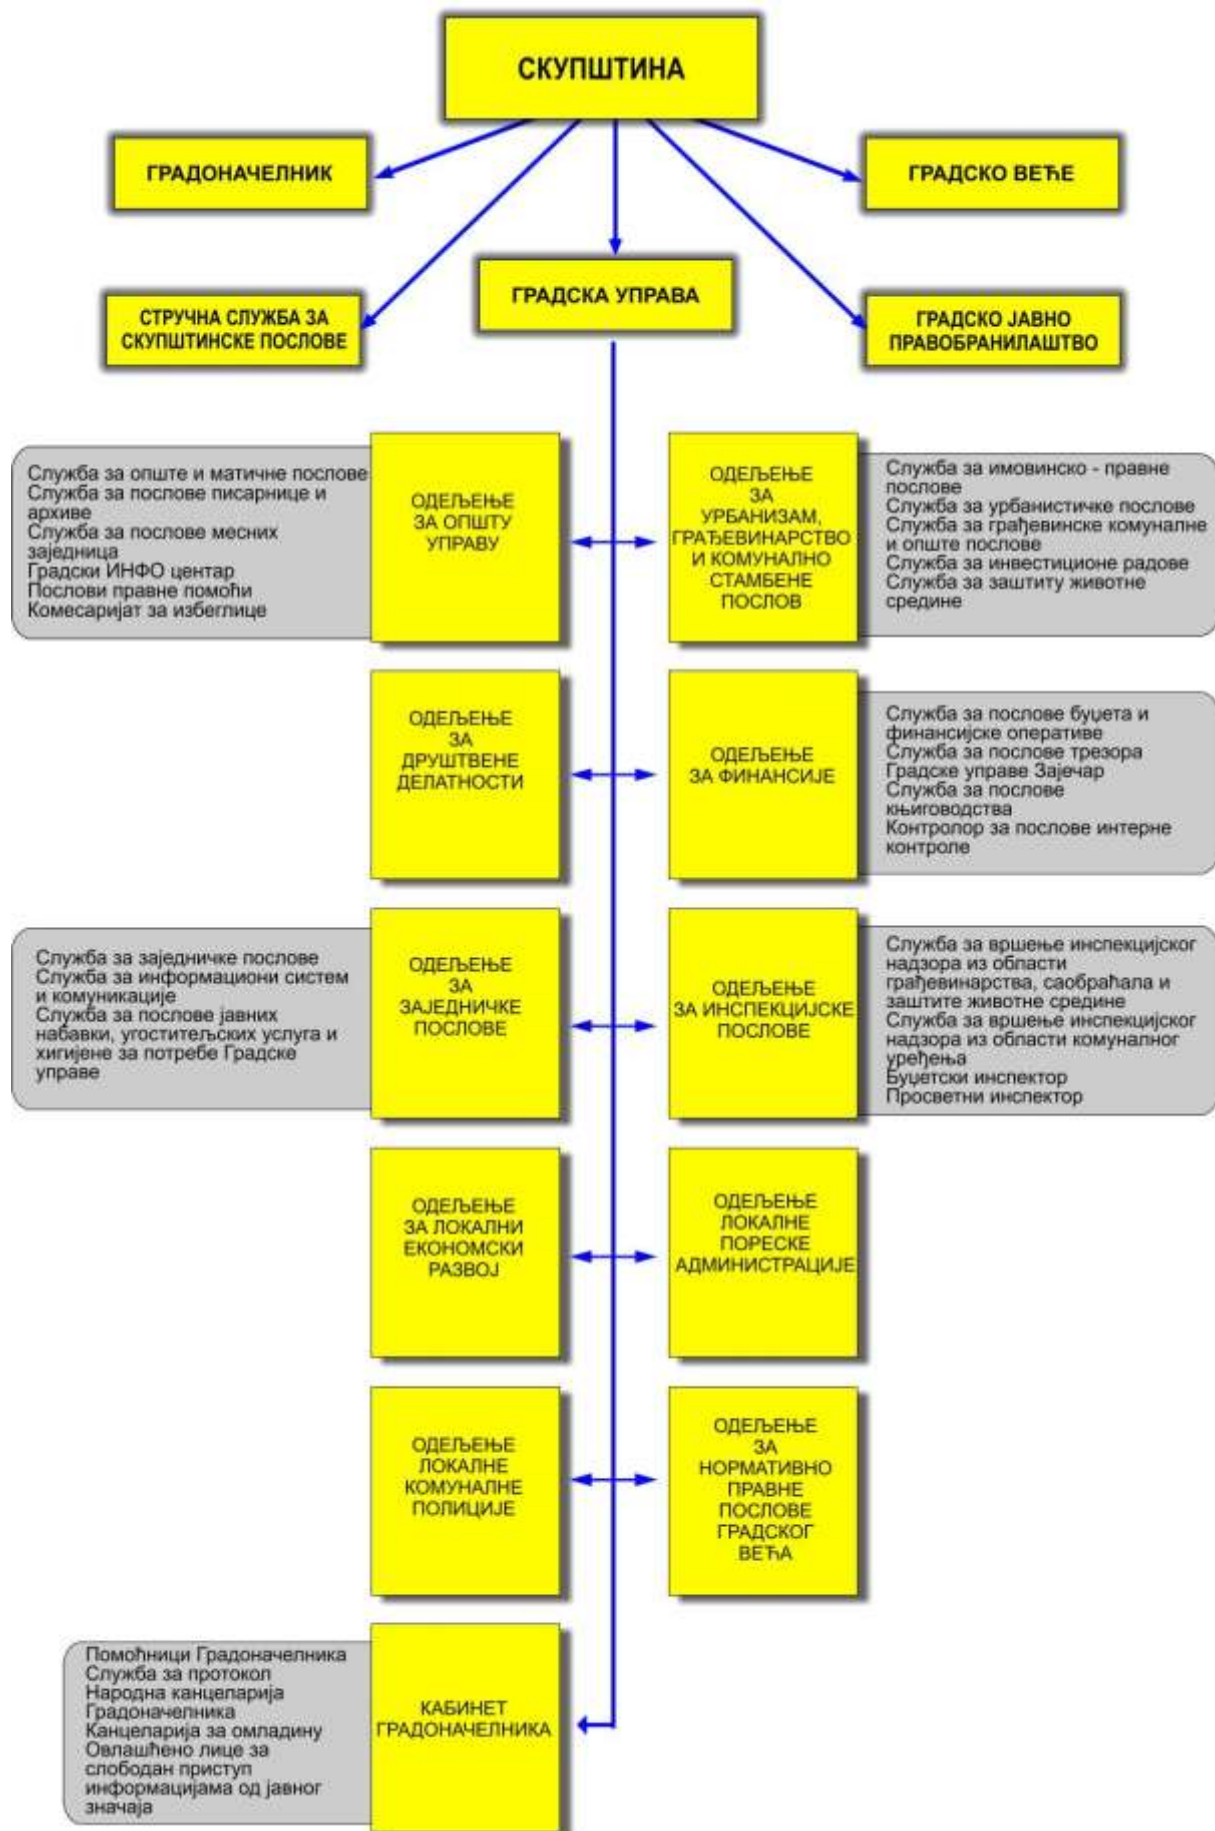 СКУПШТИНА
ГРАДОНАЧЕЛНИК
ГРАДСКО ВЕЋЕ
ГРАДСКА УПРАВА
СТРУЧНА СЛУЖБА ЗА
СКУПШТИНСКЕ ПОСЛОВЕ
ГРАДСКО ЈАВНО
ПРАВОБРАНИЛАШТВО
Служба за опште и матичне послове
Служба за послове писарнице и
архиве
Служба за послове месних
заједница
Градски ИНФО центар
Послови правне помоћи
Комесаријат за избеглице
ОДЕЉЕЊЕ
ЗА ОПШТУ
УПРАВУ
ОДЕЉЕЊЕ
ЗА
УРБАНИЗАМ,
ГРАЂЕВИНАРСТВО
И КОМУНАЛНО
СТАМБЕНЕ
ПОСЛОВ
Служба за имовинско - правне
послове
Служба за урбанистичке послове
Служба за грађевинске комуналне
и опште послове
Служба за инвестиционе радове
Служба за заштиту животне
средине
ОДЕЉЕЊЕ
ЗА
ДРУШТВЕНЕ
ДЕЛАТНОСТИ
ОДЕЉЕЊЕ
ЗА ФИНАНСИЈЕ
Служба за послове буџета и
финансијске оперативе
Служба за послове трезора
Градске управе Зајечар
Служба за послове
књиговодства
Контролор за послове интерне
контроле
Служба за заједничке послове
Служба за информациони систем
и комуникације
Служба за послове јавних
набавки, угоститељских услуга и
хигијене за потребе Градске
управе
ОДЕЉЕЊЕ
ЗА
ЗАЈЕДНИЧКЕ
ПОСЛОВЕ
ОДЕЉЕЊЕ
ЗА ИНСПЕКЦИЈСКЕ
ПОСЛОВЕ
Служба за вршење инспекцијског
надзора из области
грађевинарства, саобраћала и
заштите животне средине
Служба за вршење инспекцијског
надзора из области комуналног
уређења
Буџетски инспектор
Просветни инспектор
ОДЕЉЕЊЕ
ЗА ЛОКАЛНИ
ЕКОНОМСКИ
РАЗВОЈ
ОДЕЉЕЊЕ
ЛОКАЛНЕ
ПОРЕСКЕ
АДМИНИСТРАЦИЈЕ
ОДЕЉЕЊЕ
ЛОКАЛНЕ
КОМУНАЛНЕ
ПОЛИЦИЈЕ
ОДЕЉЕЊЕ
ЗА
НОРМАТИВНО
ПРАВНЕ
ПОСЛОВЕ
ГРАДСКОГ
ВЕЋА
Помоћници Градоначелника
Служба за протокол
Народна канцеларија
Градоначелника
Канцеларија за омладину
Овлашћено лице за
слободан приступ
информацијама од јавног
значаја
КАБИНЕТ
ГРАДОНАЧЕЛНИКА